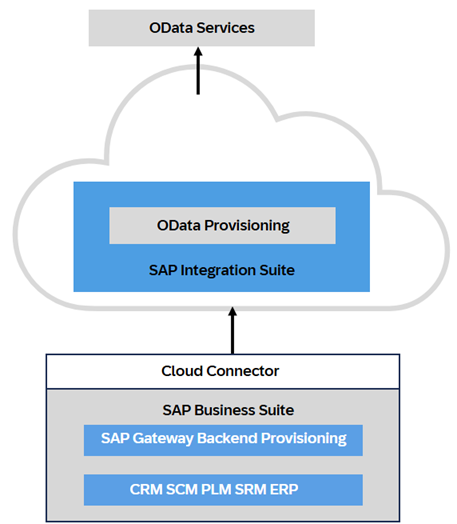 OData Services
OData Provisioning
SAP Integration Suite
Cloud Connector
SAP Business Suite
SAP Gateway Backend Provisioning
CRM SCM PLM SRM ERP